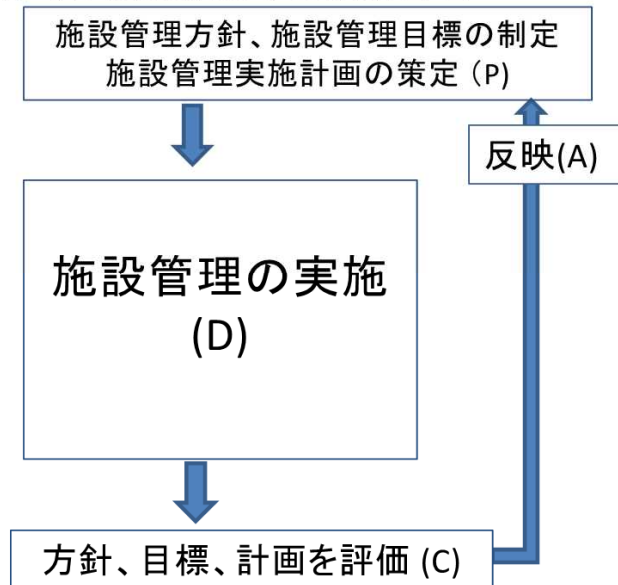 施設管理方針、施設管理目標の制定
施設管理実施計画の策定（P)
反映(A)
施設管理の実施
(D)
方針、目標、計画を評価 (C)